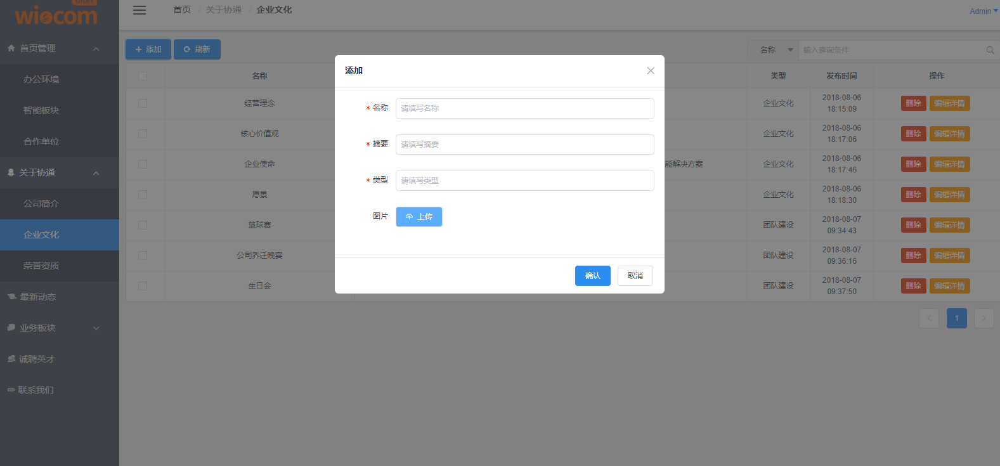 wiocom
首页 / 关于协通 / 企业文化
Admin
首页管理
办公环境
智能板块
合作单位
关于协通
公司简介
企业文化
荣誉资质
最新动态
业务板块
诚聘英才
联系我们
添加 刷新
名称 输入查询条件
名称 类型 发布时间 操作
经营理念 企业文化 2018-08-06 18:15:09 删除 编辑详情
核心价值观 企业文化 2018-08-06 18:17:06 删除 编辑详情
企业使命 能解决方案 企业文化 2018-08-06 18:17:46 删除 编辑详情
愿景 企业文化 2018-08-06 18:18:30 删除 编辑详情
篮球赛 团队建设 2018-08-07 09:34:43 删除 编辑详情
公司乔迁晚宴 团队建设 2018-08-07 09:36:16 删除 编辑详情
生日会 团队建设 2018-08-07 09:37:50 删除 编辑详情
< 1 >
添加
* 名称 请填写名称
* 摘要 请填写摘要
* 类型 请填写类型
图片 上传
确认 取消